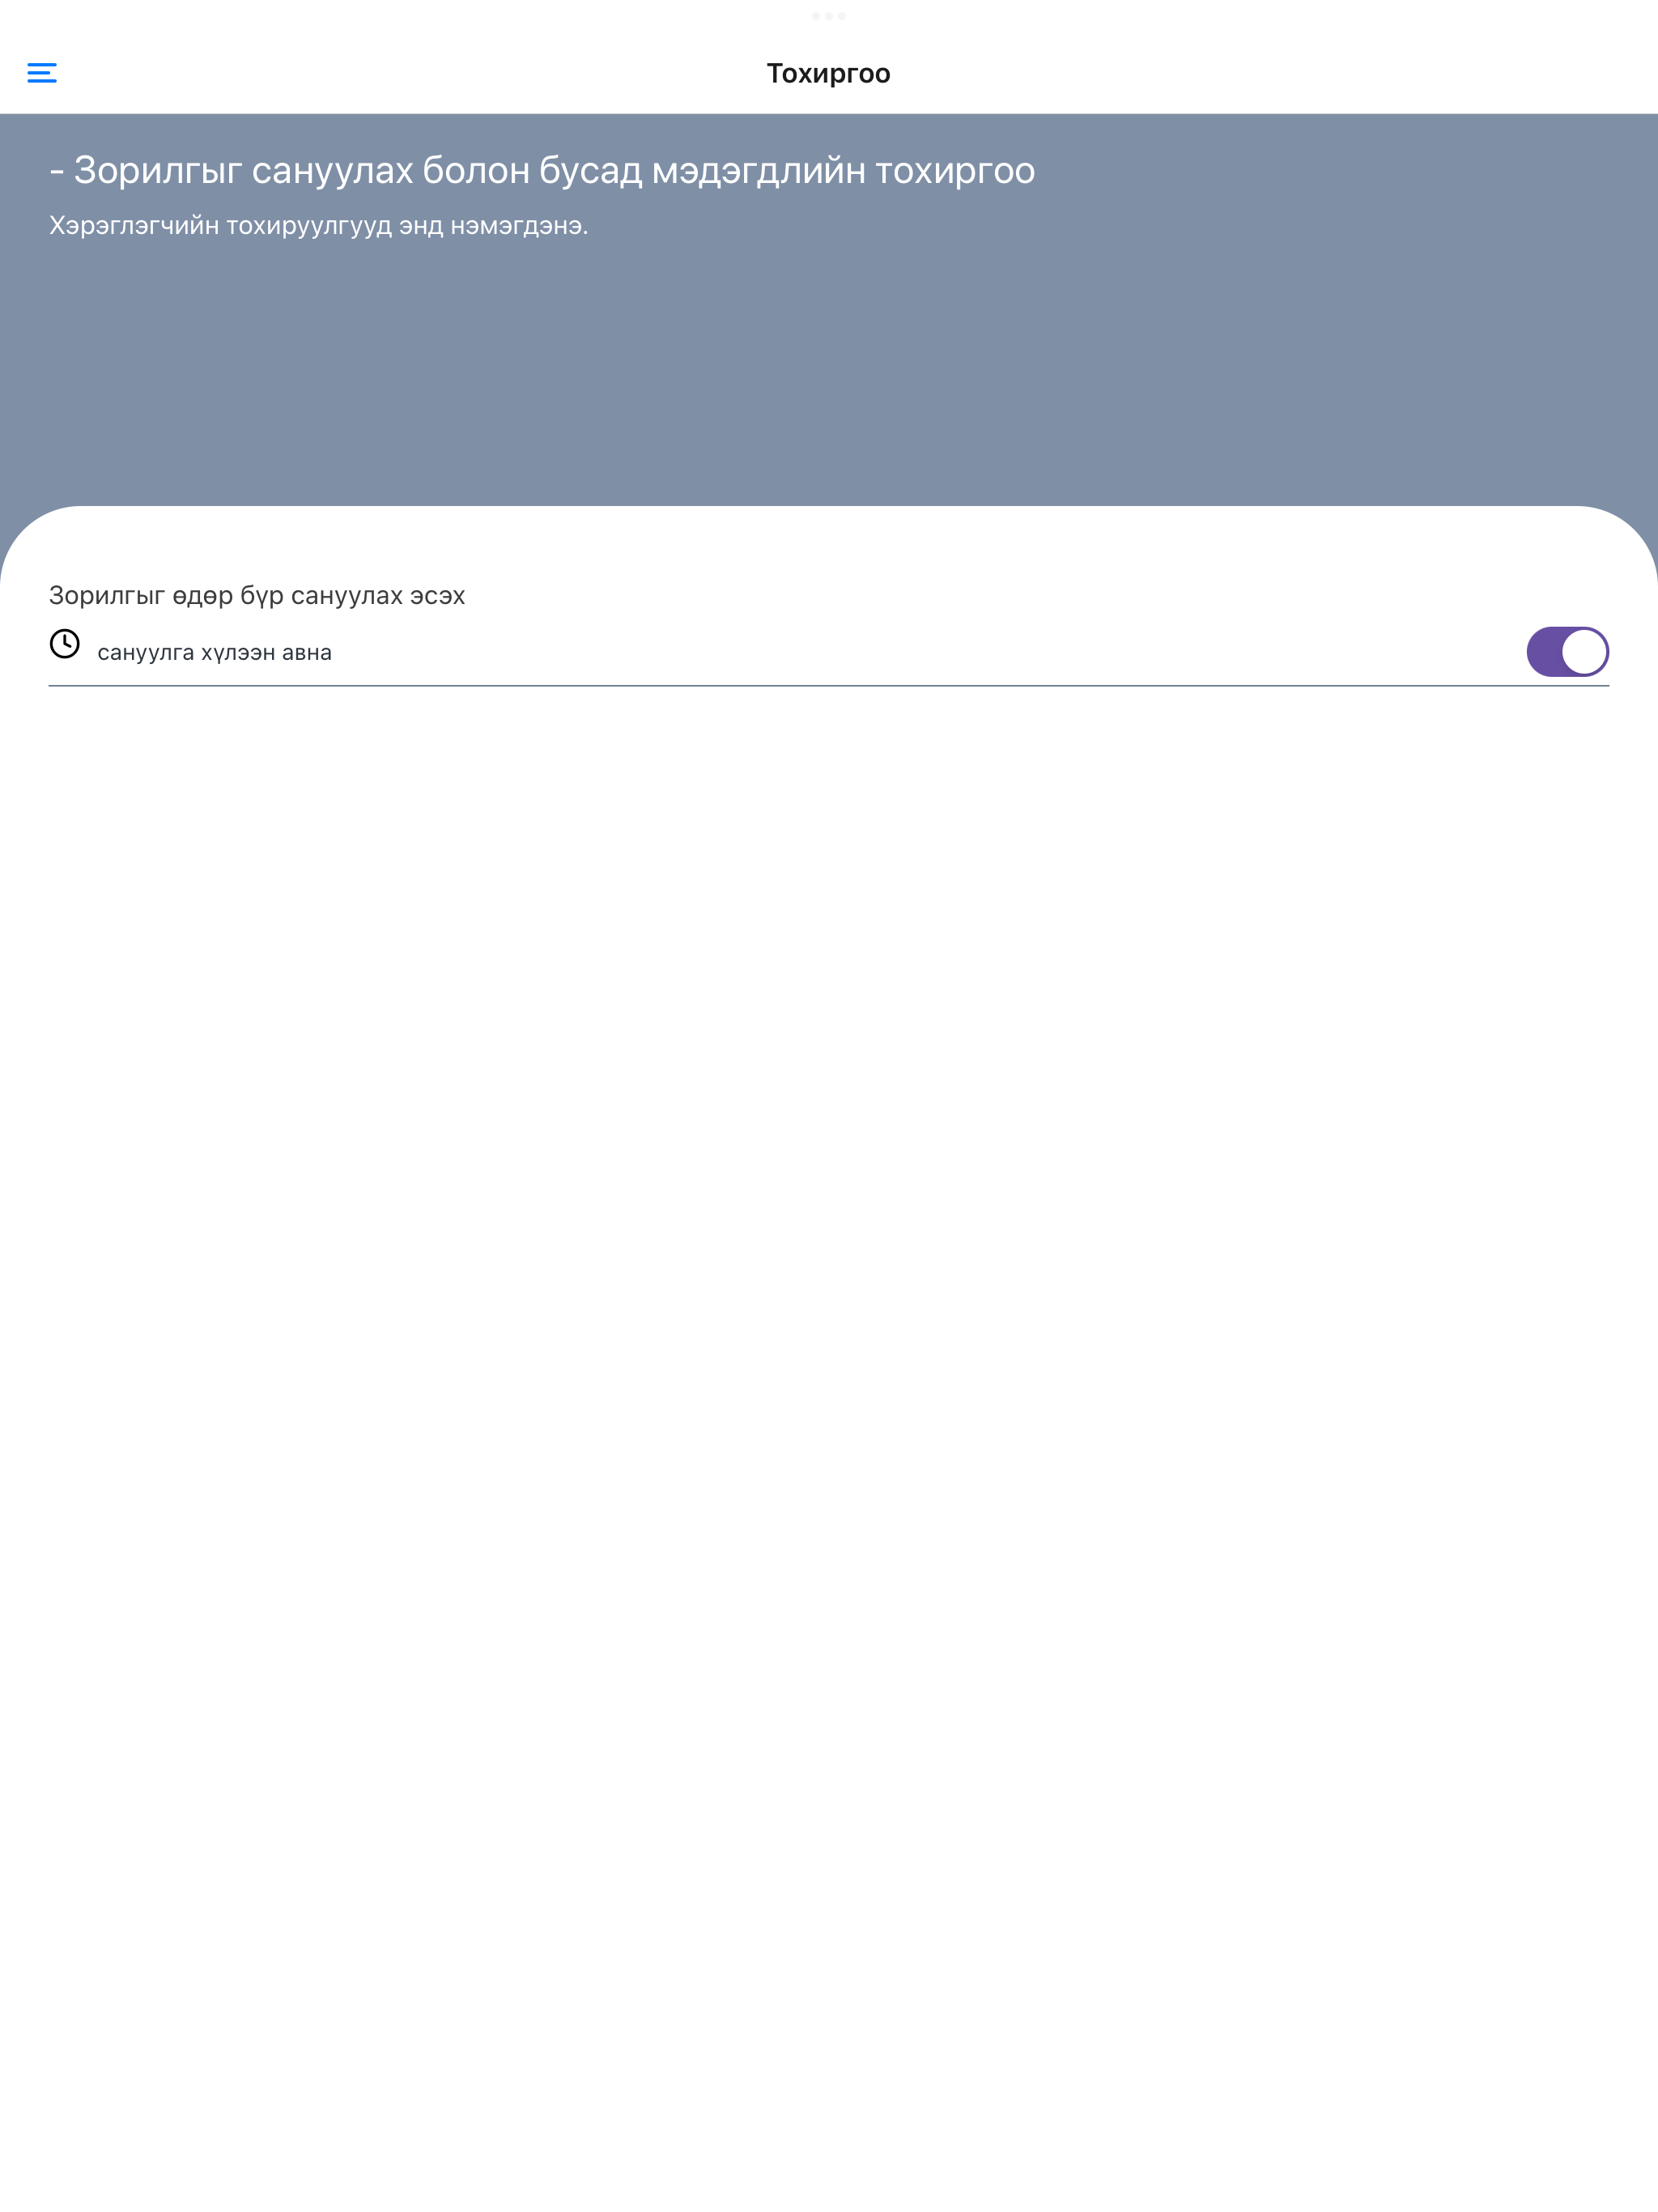 Тохиргоо
- Зорилгыг сануулах болон бусад мэдэгдлийн тохиргоо
Хэрэглэгчийн тохируулгууд энд нэмэгдэнэ.
Зорилгыг өдөр бүр сануулах эсэх
сануулга хүлээн авна